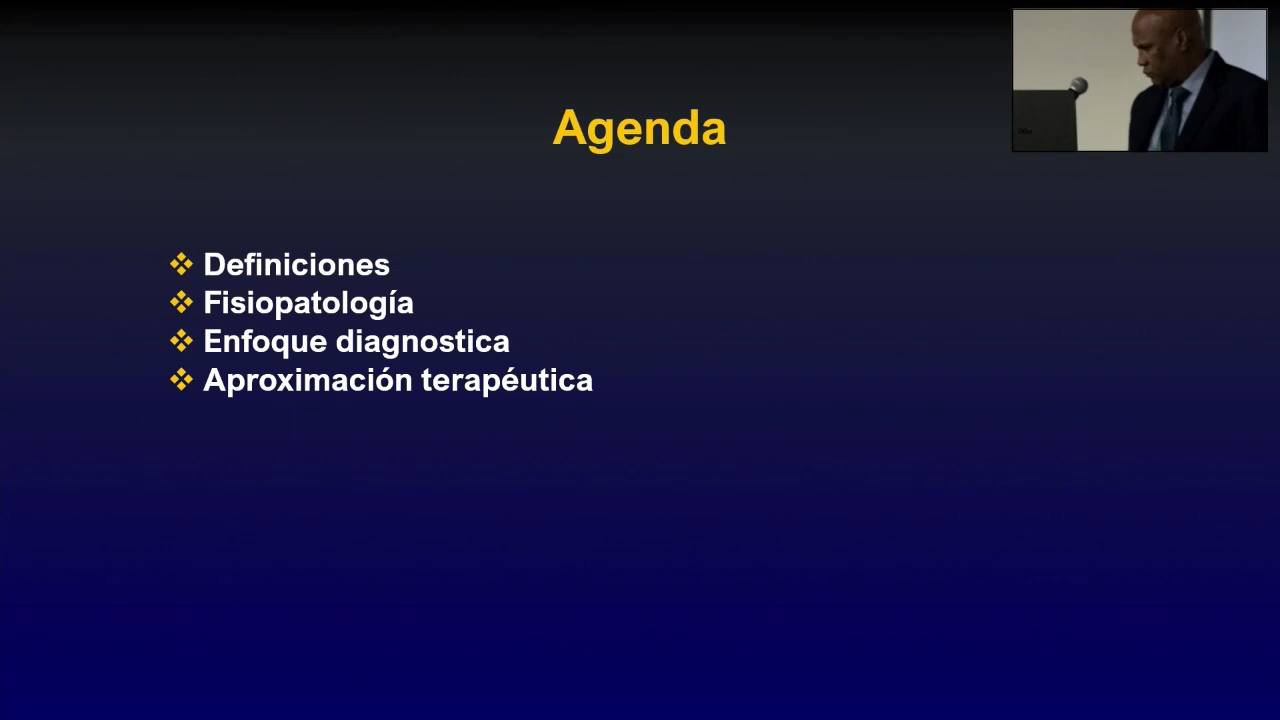 Agenda
Definiciones
Fisiopatología
Enfoque diagnostica
Aproximación terapéutica